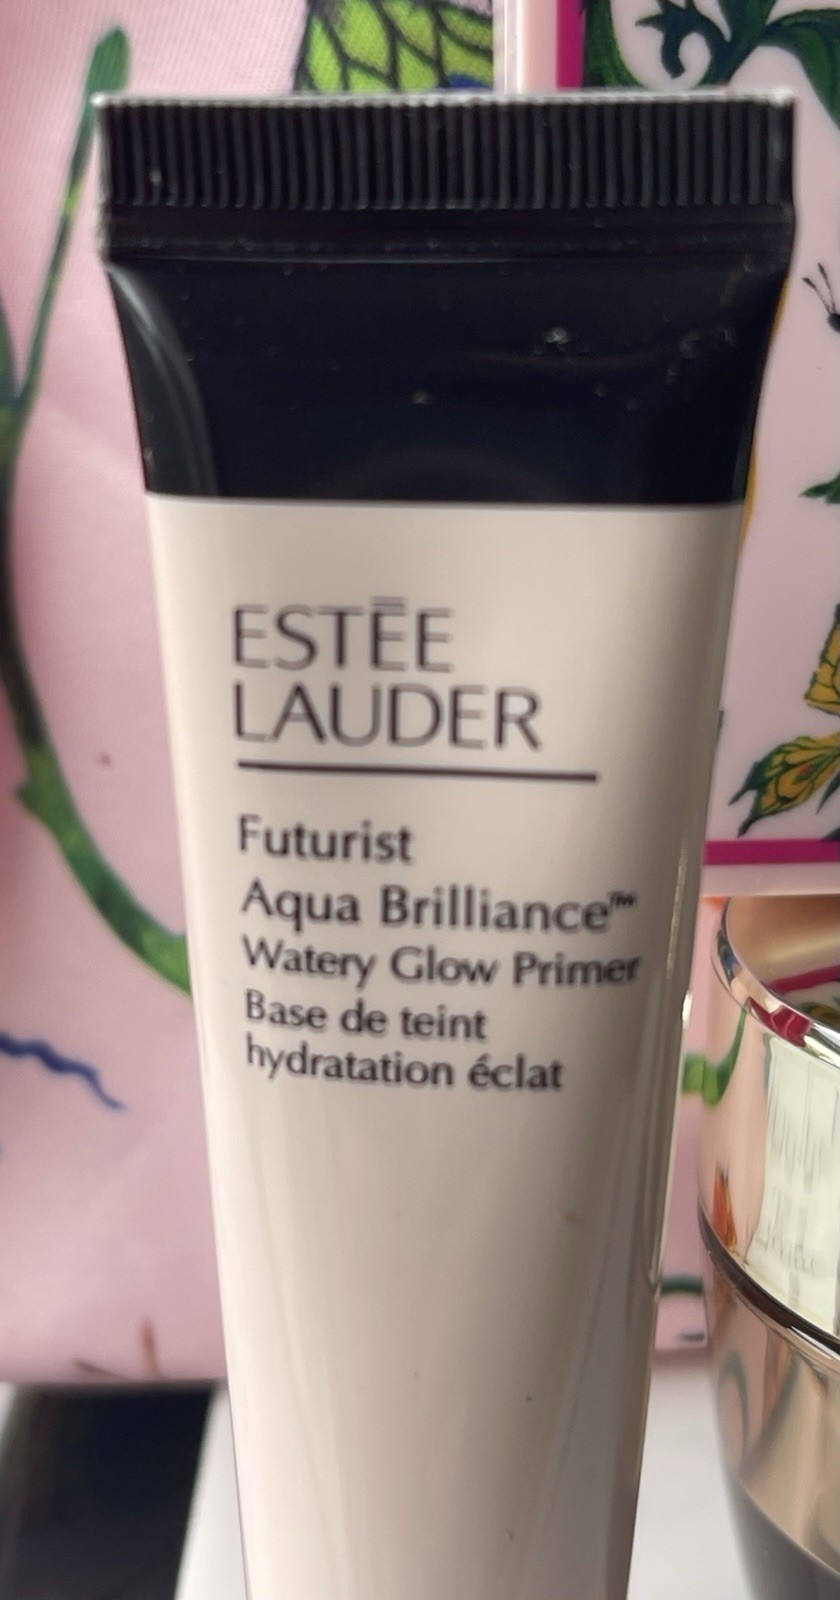 ESTĒE
LAUDER
Futurist
Aqua Brilliance™
Watery Glow Primer
Base de teint
hydratation éclat